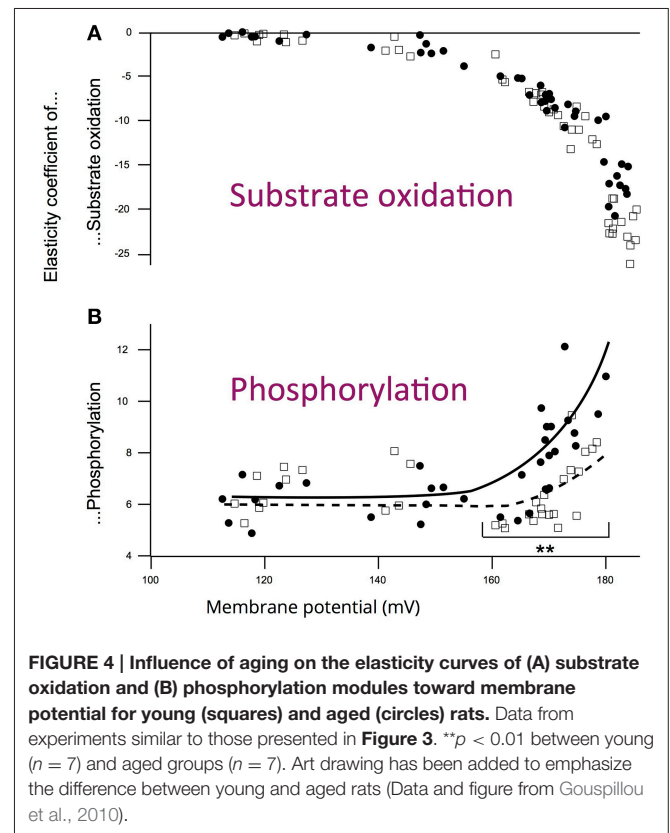 A
Elasticity coefficient of...
...Substrate oxidation
0
-5
-10
-15
-20
-25
Substrate oxidation
B
...Phosphorylation
12
10
8
6
4
Phosphorylation
**
100
120
140
160
180
Membrane potential (mV)
FIGURE 4 | Influence of aging on the elasticity curves of (A) substrate
oxidation and (B) phosphorylation modules toward membrane
potential for young (squares) and aged (circles) rats. Data from
experiments similar to those presented in Figure 3. **p < 0.01 between young
(n = 7) and aged groups (n = 7). Art drawing has been added to emphasize
the difference between young and aged rats (Data and figure from Gouspillou
et al., 2010).